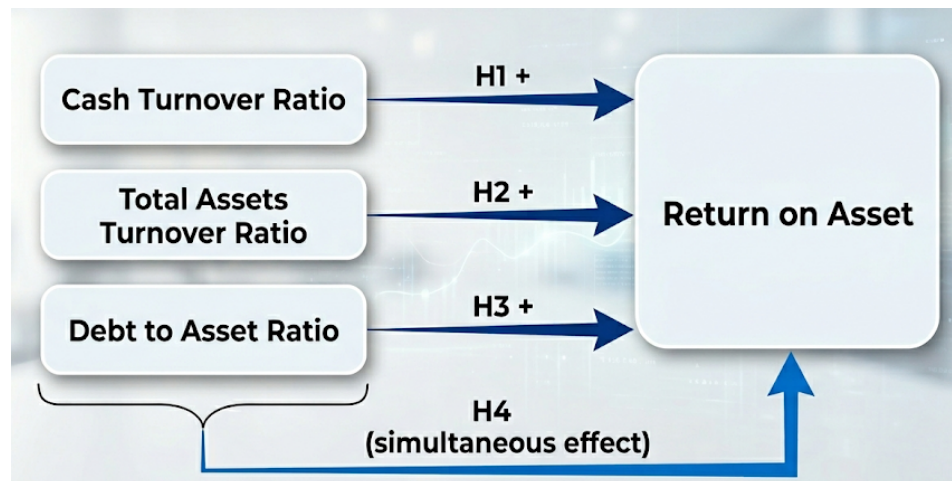 Cash Turnover Ratio
H1 +
Total Assets
Turnover Ratio
H2 +
Return on Asset
Debt to Asset Ratio
H3 +
H4
(simultaneous effect)